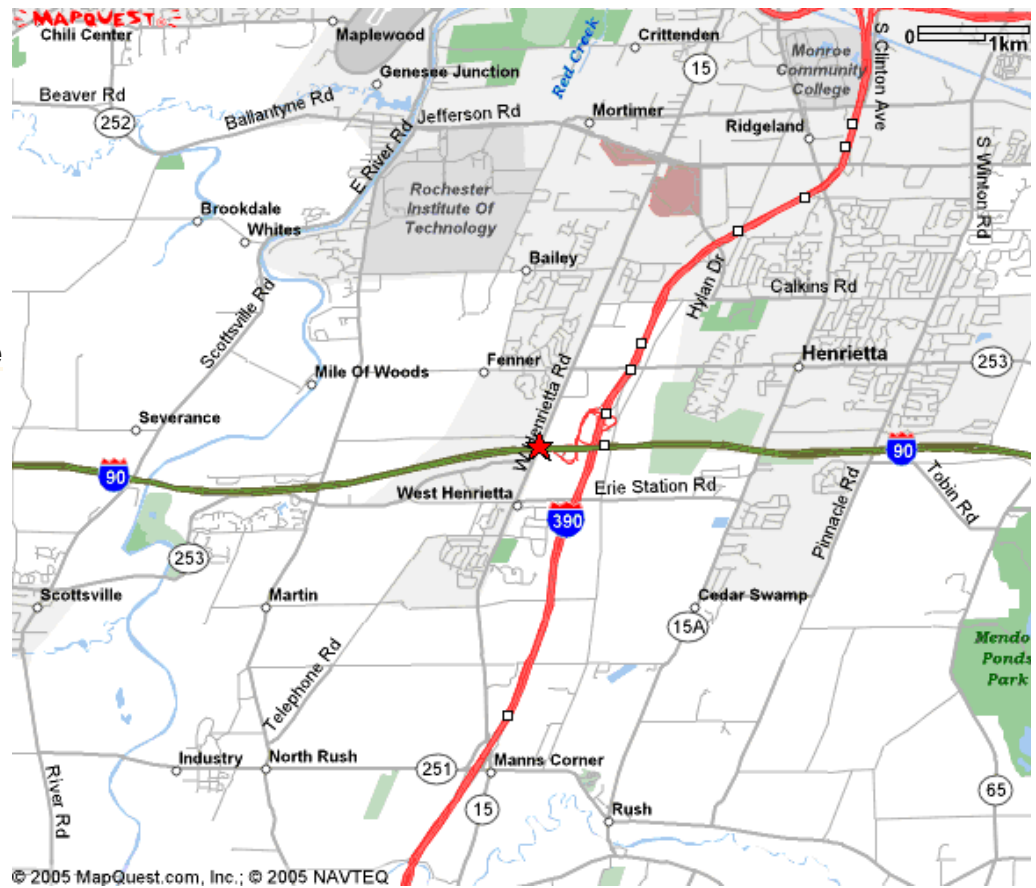 MAPQUEST
Chili Center
Maplewood
Crittenden
S Clinton Ave
0
1km
Genesee Junction
Red Creek
15
Monroe
Community
College
Beaver Rd
252
Ballantyne Rd
Jefferson Rd
Mortimer
Ridgeland
E River Rd
Rochester
Institute Of
Technology
S Winton Rd
Brookdale
Whites
Bailey
Hylan Dr
Calkins Rd
Scottsville Rd
Mile Of Woods
Fenner
W Henrietta Rd
Henrietta
253
Severance
90
90
West Henrietta
Erie Station Rd
390
Pinnacle Rd
Tobin Rd
253
Scottsville
Martin
Cedar Swamp
15A
Mendo
Ponds
Park
Telephone Rd
Industry
North Rush
251
Manns Corner
River Rd
15
Rush
65
© 2005 MapQuest.com, Inc.; © 2005 NAVTEQ